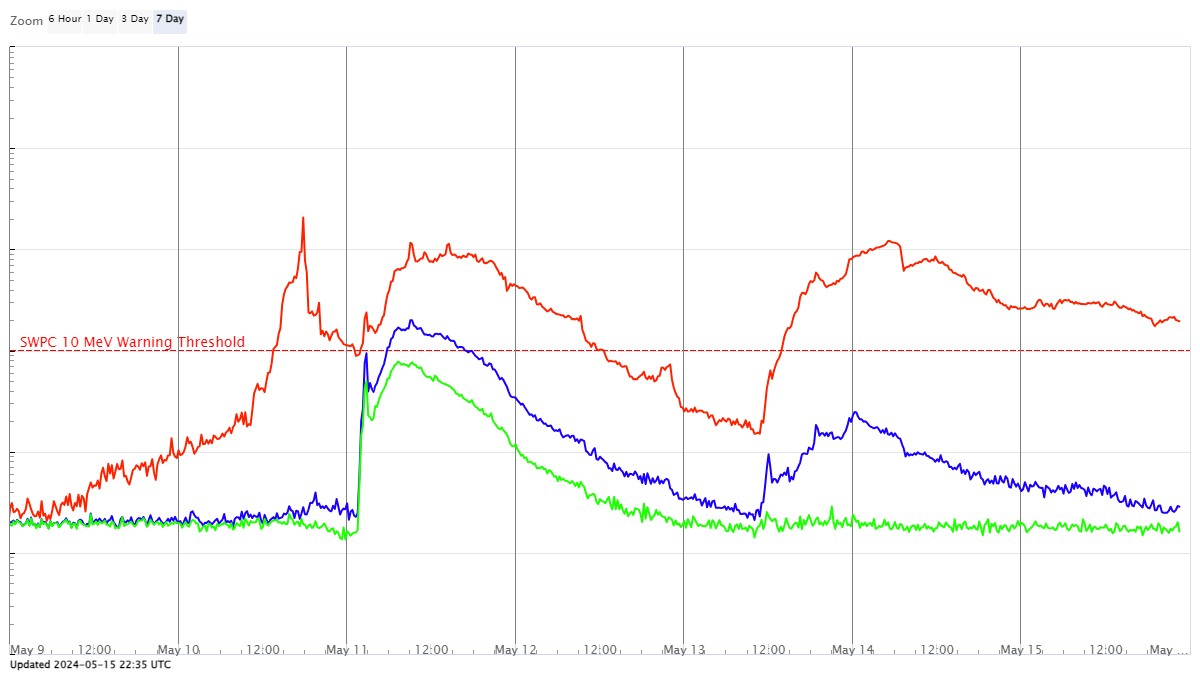 Zoom 6 Hour 1 Day 3 Day 7 Day
SWPC 10 MeV Warning Threshold
May 9 12:00 May 10 12:00 May 11 12:00 May 12 12:00 May 13 12:00 May 14 12:00 May 15 12:00 May ...
Updated 2024-05-15 22:35 UTC